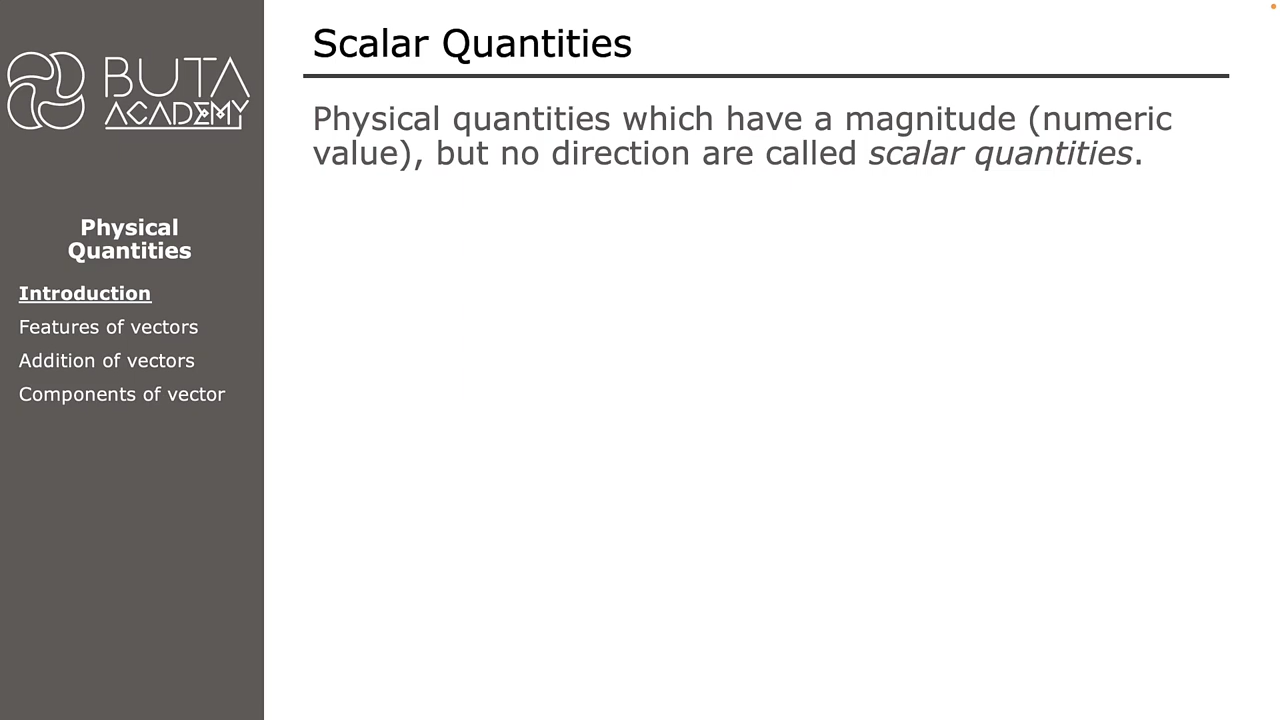 BUTA
ACADEMY
Physical
Quantities
Introduction
Features of vectors
Addition of vectors
Components of vector
Scalar Quantities
Physical quantities which have a magnitude (numeric
value), but no direction are called scalar quantities.